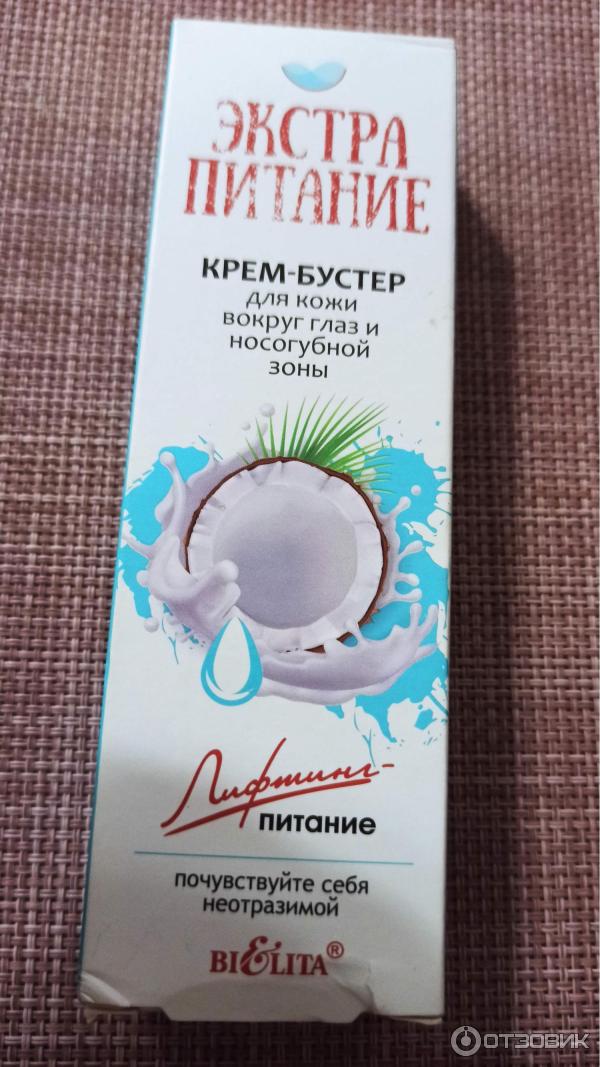 ЭКСТРА
ПИТАНИЕ
КРЕМ-БУСТЕР
для кожи
вокруг глаз и
носогубной
зоны
Лифтинг-
питание
почувствуйте себя
неотразимой
BIELITA®
ОТЗОВИК